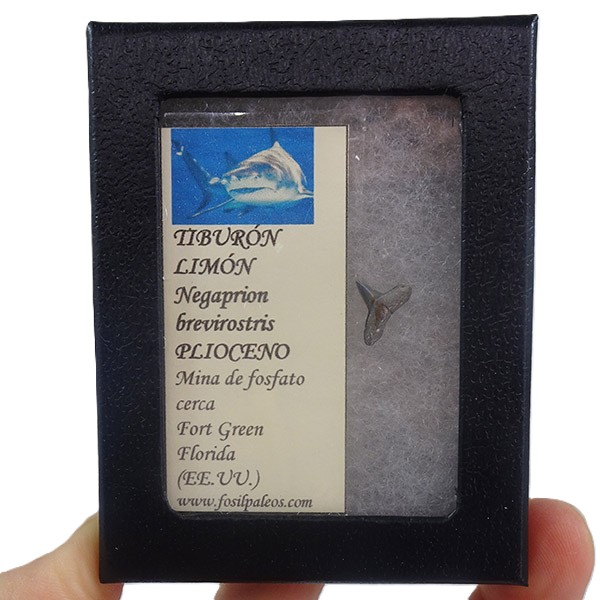 TIBURÓN
LIMÓN
Negaprion
brevirostris
PLIOCENO
Mina de fosfato
cerca
Fort Green
Florida
(EE.UU.)
www.fosilpaleos.com